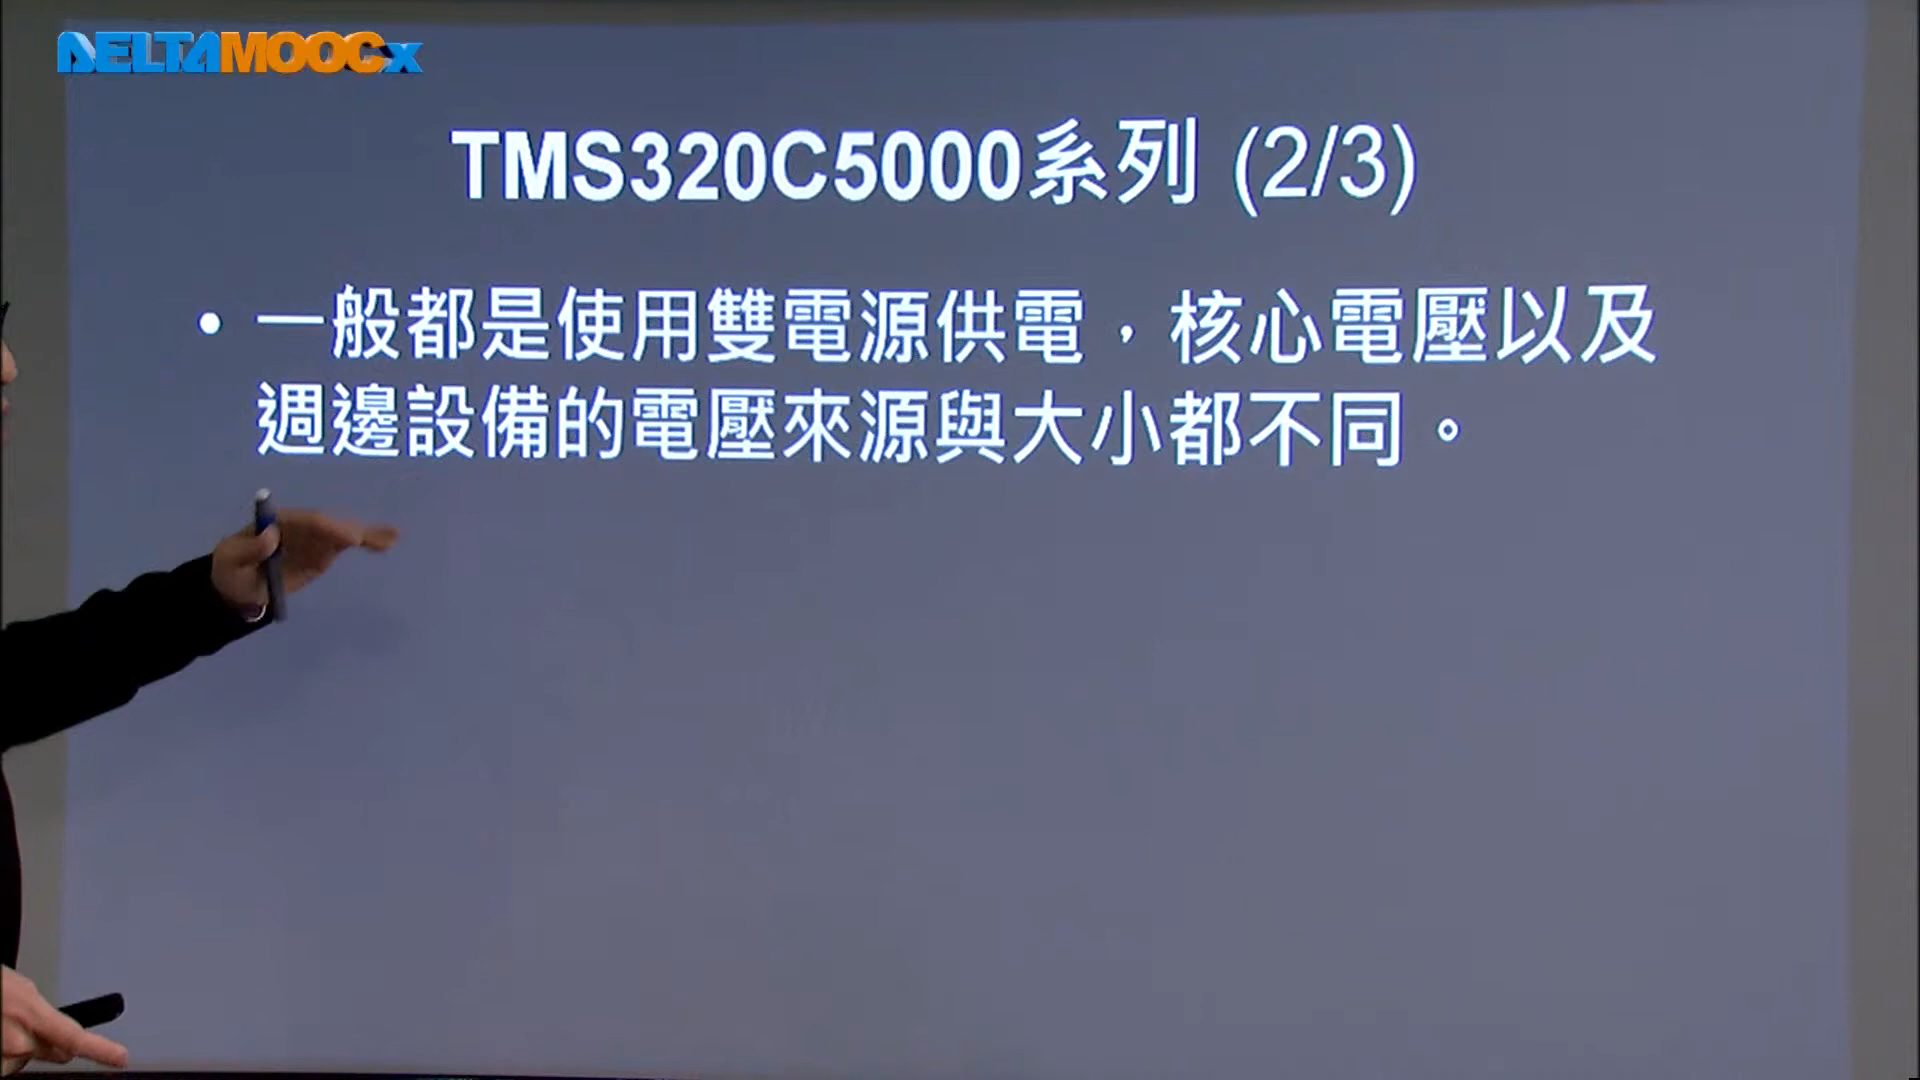 DELTAMOOCx
TMS320C5000系列 (2/3)
• 一般都是使用雙電源供電，核心電壓以及
週邊設備的電壓來源與大小都不同。